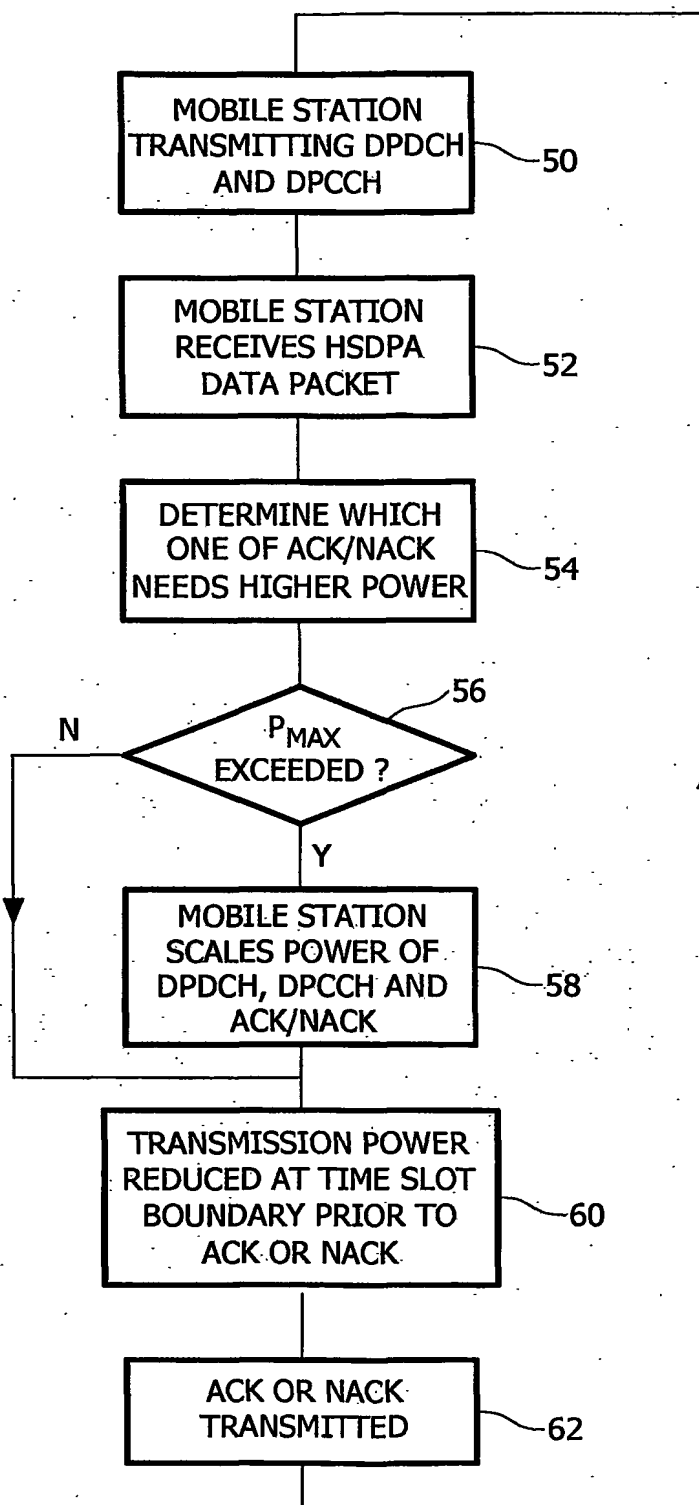 MOBILE STATION
TRANSMITTING DPDCH
AND DPCCH
50
MOBILE STATION
RECEIVES HSDPA
DATA PACKET
52
DETERMINE WHICH
ONE OF ACK/NACK
NEEDS HIGHER POWER
54
56
N
PMAX
EXCEEDED ?
Y
MOBILE STATION
SCALES POWER OF
DPDCH, DPCCH AND
ACK/NACK
58
TRANSMISSION POWER
REDUCED AT TIME SLOT
BOUNDARY PRIOR TO
ACK OR NACK
60
ACK OR NACK
TRANSMITTED
62